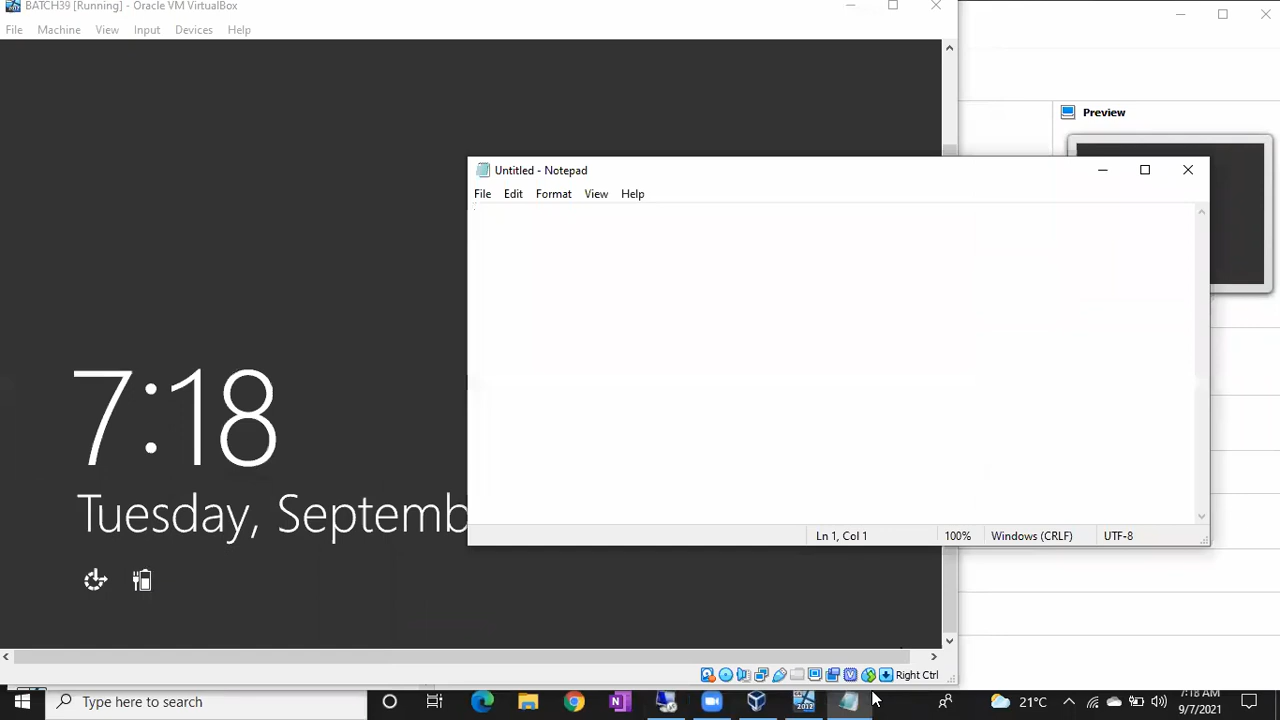 BATCH39 [Running] - Oracle VM VirtualBox
File Machine View Input Devices Help
Preview
Untitled - Notepad
File Edit Format View Help
7:18
Tuesday, Septemb
Ln 1, Col 1 100% Windows (CRLF) UTF-8
Right Ctrl
Type here to search
2012
21°C
7:18 AM
9/7/2021